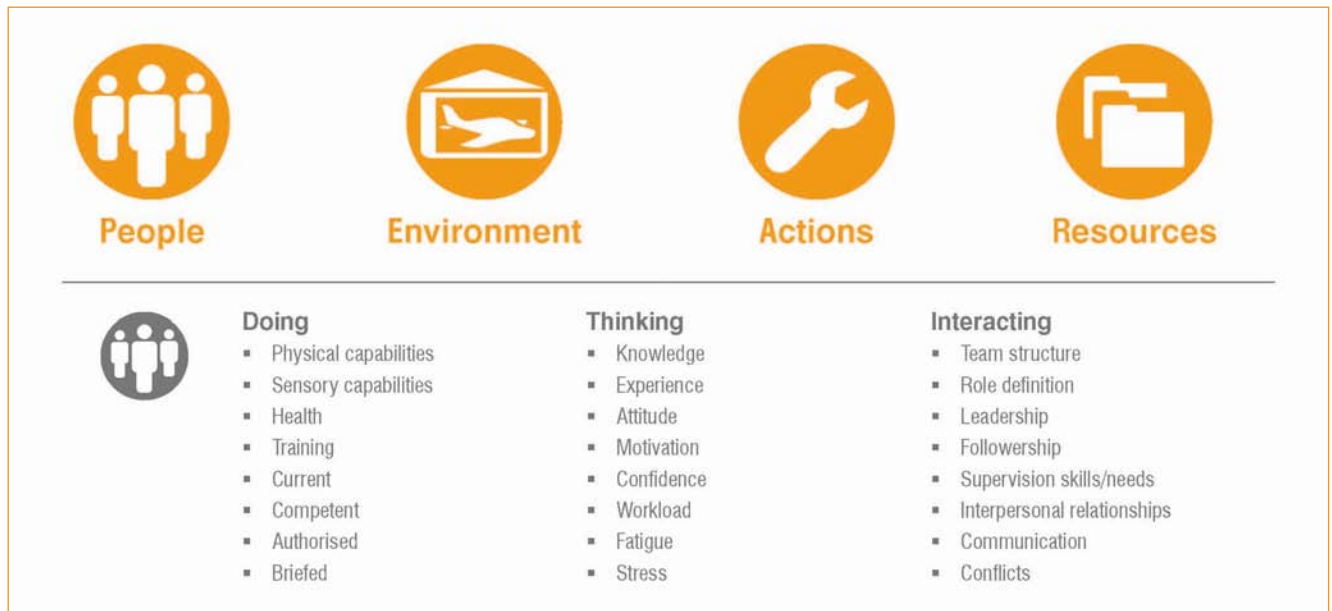 People
Environment
Actions
Resources
Doing
▪ Physical capabilities
▪ Sensory capabilities
▪ Health
▪ Training
▪ Current
▪ Competent
▪ Authorised
▪ Briefed
Thinking
▪ Knowledge
▪ Experience
▪ Attitude
▪ Motivation
▪ Confidence
▪ Workload
▪ Fatigue
▪ Stress
Interacting
▪ Team structure
▪ Role definition
▪ Leadership
▪ Followership
▪ Supervision skills/needs
▪ Interpersonal relationships
▪ Communication
▪ Conflicts